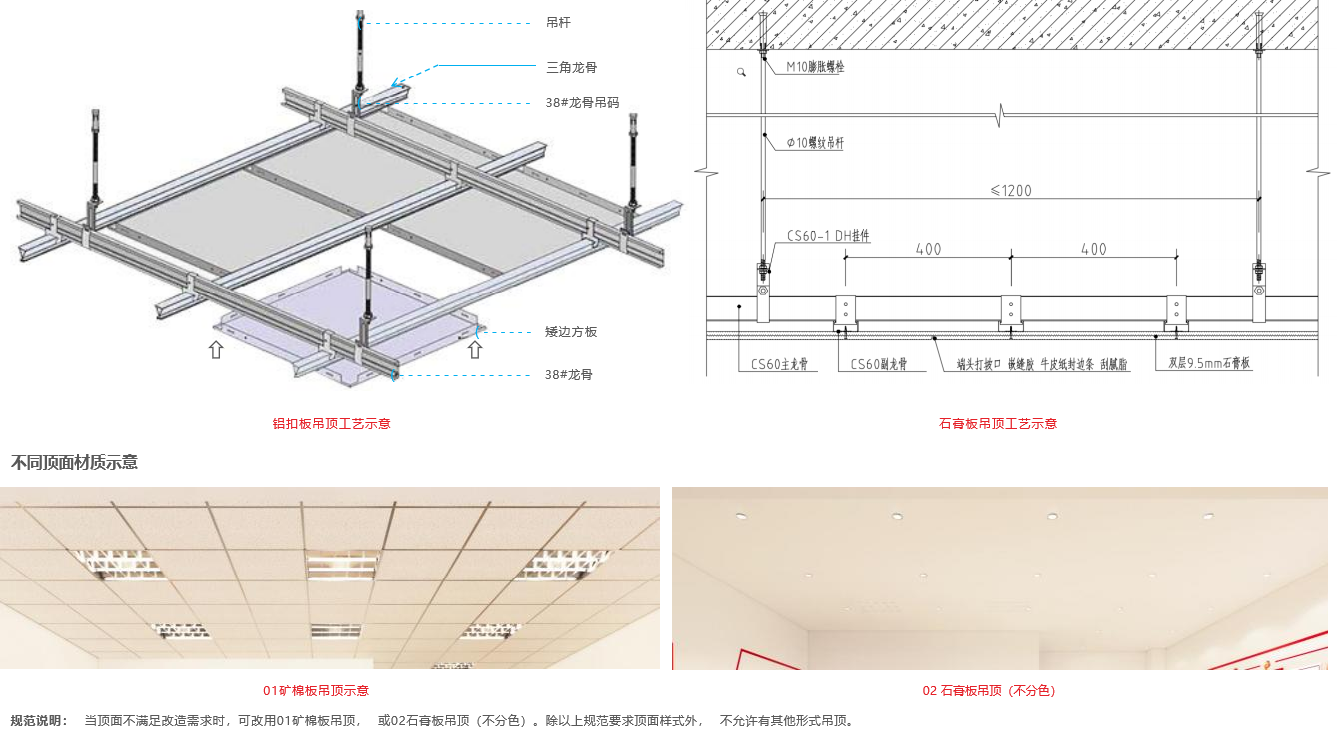 吊杆
三角龙骨
38#龙骨吊码
矮边方板
38#龙骨
铝扣板吊顶工艺示意
M10膨胀螺栓
Φ10螺纹吊杆
≤1200
CS60-1 DH挂件
400
400
CS60主龙骨
CS60副龙骨
端头打坡口 嵌缝胶 牛皮纸封边条 刮腻脂
双层9.5mm石膏板
石膏板吊顶工艺示意
不同顶面材质示意
01矿棉板吊顶示意
02 石膏板吊顶（不分色）
规范说明： 当顶面不满足改造需求时，可改用01矿棉板吊顶， 或02石膏板吊顶（不分色）。除以上规范要求顶面样式外， 不允许有其他形式吊顶。